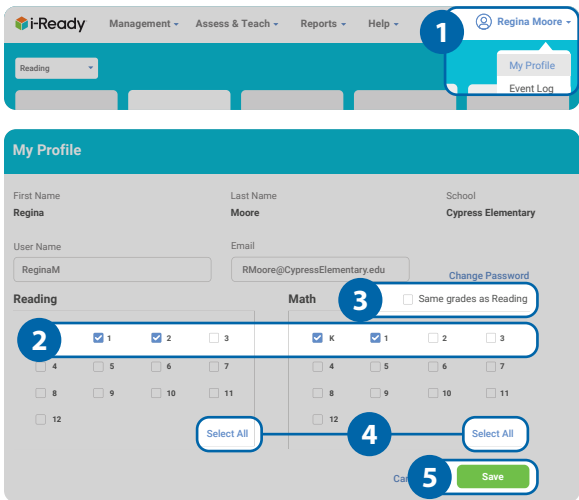 i-Ready Management Assess & Teach Reports Help 1 Regina Moore
Reading
My Profile
Event Log
My Profile
First Name Last Name School
Regina Moore Cypress Elementary
User Name Email
ReginaM RMoore@CypressElementary.edu Change Password
Reading Math 3 Same grades as Reading
2 1 2 3 K 1 2 3
4 5 6 7 4 5 6 7
8 9 10 11 8 9 10 11
12 12
Select All 4 Select All
5 Save